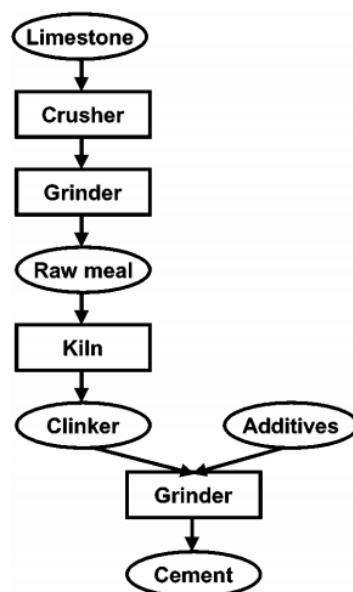 Limestone
Crusher
Grinder
Raw meal
Kiln
Clinker
Additives
Grinder
Cement